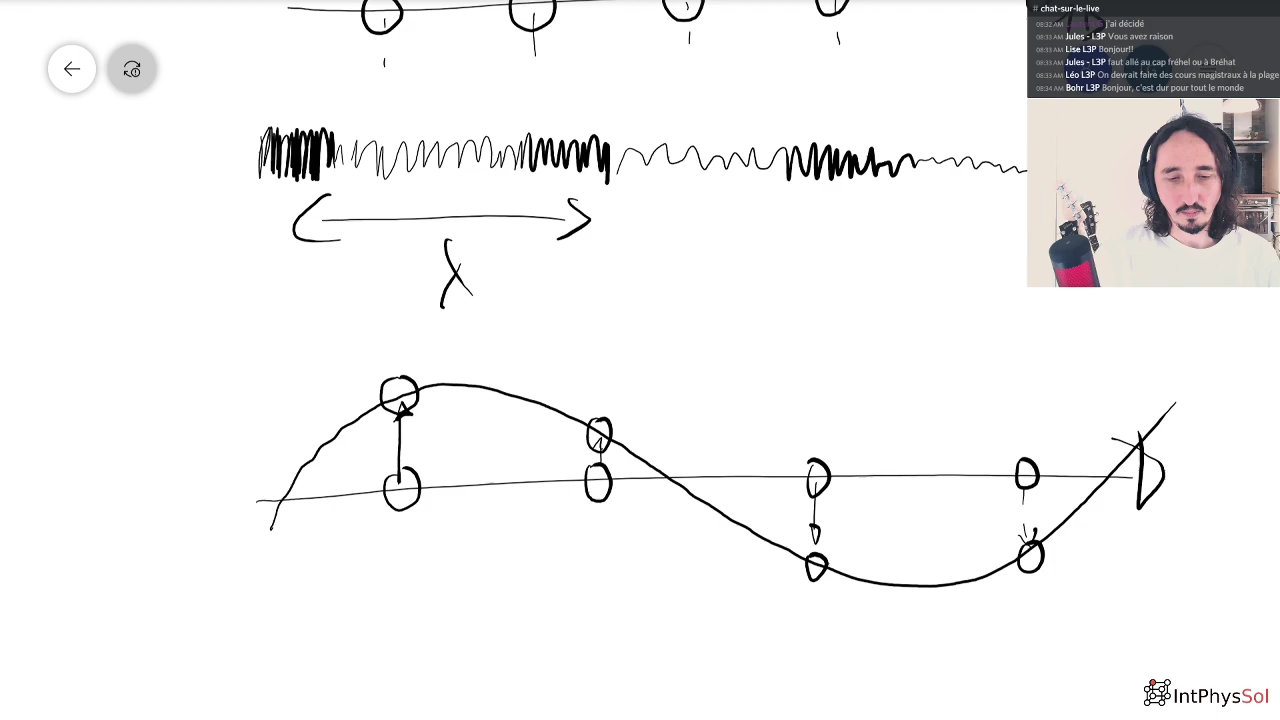 # chat-sur-le-live
08:32 AM j'ai décidé
08:33 AM Jules - L3P Vous avez raison
08:33 AM Lise L3P Bonjour!!
08:33 AM Jules - L3P faut allé au cap fréhel ou à Bréhat
08:33 AM Léo L3P On devrait faire des cours magistraux à la plage
08:34 AM Bohr L3P Bonjour, c'est dur pour tout le monde
λ
IntPhysSol